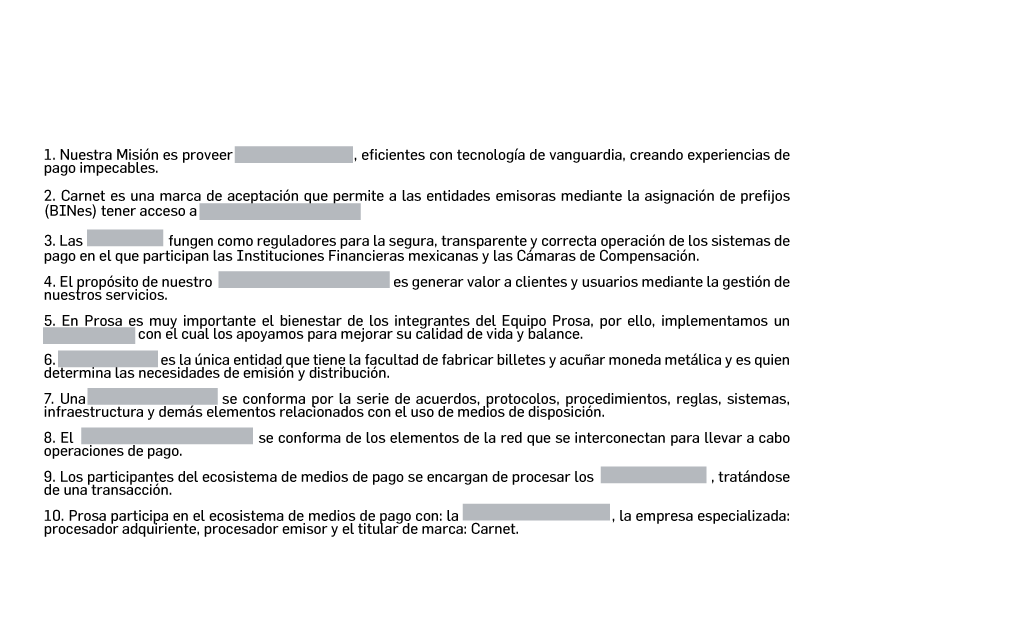 1. Nuestra Misión es proveer , eficientes con tecnología de vanguardia, creando experiencias de
pago impecables.
2. Carnet es una marca de aceptación que permite a las entidades emisoras mediante la asignación de prefijos
(BINes) tener acceso a
3. Las fungen como reguladores para la segura, transparente y correcta operación de los sistemas de
pago en el que participan las Instituciones Financieras mexicanas y las Cámaras de Compensación.
4. El propósito de nuestro es generar valor a clientes y usuarios mediante la gestión de
nuestros servicios.
5. En Prosa es muy importante el bienestar de los integrantes del Equipo Prosa, por ello, implementamos un
con el cual los apoyamos para mejorar su calidad de vida y balance.
6. es la única entidad que tiene la facultad de fabricar billetes y acuñar moneda metálica y es quien
determina las necesidades de emisión y distribución.
7. Una se conforma por la serie de acuerdos, protocolos, procedimientos, reglas, sistemas,
infraestructura y demás elementos relacionados con el uso de medios de disposición.
8. El se conforma de los elementos de la red que se interconectan para llevar a cabo
operaciones de pago.
9. Los participantes del ecosistema de medios de pago se encargan de procesar los , tratándose
de una transacción.
10. Prosa participa en el ecosistema de medios de pago con: la , la empresa especializada:
procesador adquiriente, procesador emisor y el titular de marca: Carnet.